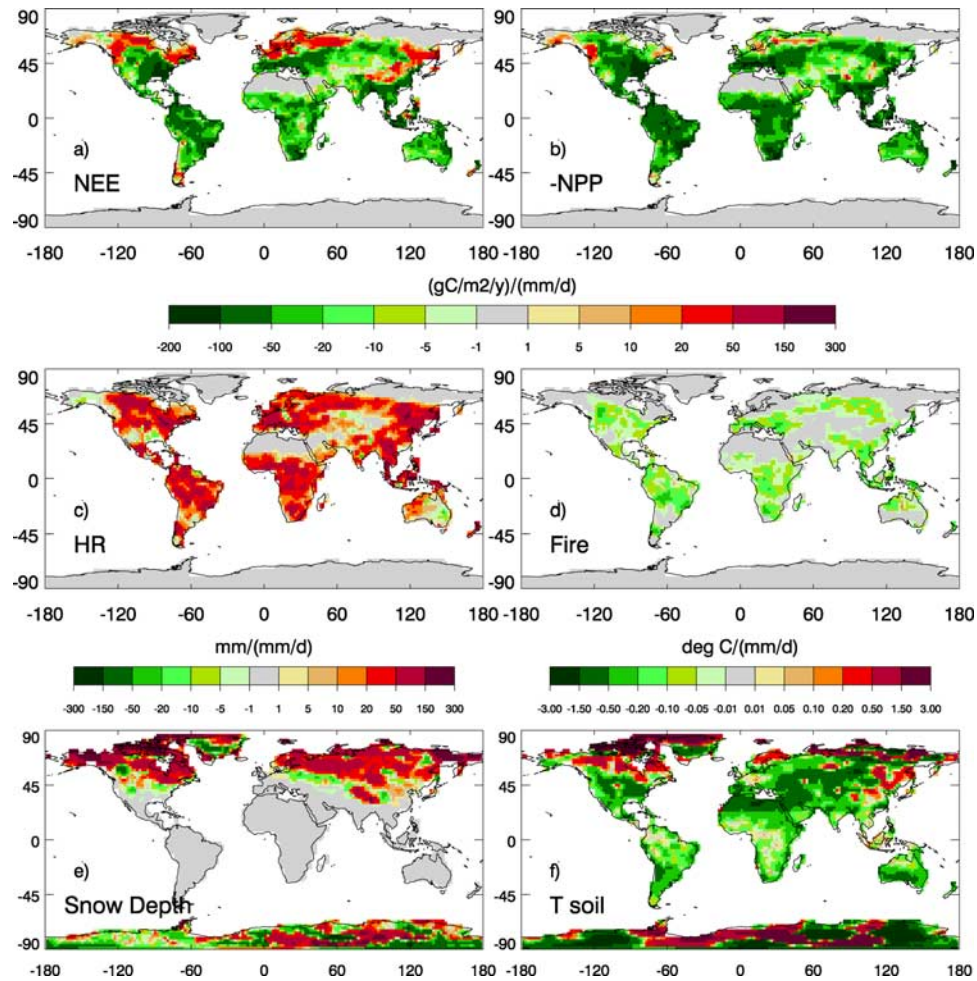 90 90
45 45
0 0
a) b)
-45 -45
NEE -NPP
-90 -90
-180 -120 -60 0 60 120 180 -180 -120 -60 0 60 120 180
(gC/m2/y)/(mm/d)
-200 -100 -50 -20 -10 -5 -1 1 5 10 20 50 150 300
90 90
45 45
0 0
c) d)
-45 -45
HR Fire
-90 -90
-180 -120 -60 0 60 120 180 -180 -120 -60 0 60 120 180
mm/(mm/d) deg C/(mm/d)
-300 -150 -50 -20 -10 -5 -1 1 5 10 20 50 150 300 -3.00 -1.50 -0.50 -0.20 -0.10 -0.05 -0.01 0.01 0.05 0.10 0.20 0.50 1.50 3.00
90 90
45 45
0 0
e) f)
-45 -45
Snow Depth T soil
-90 -90
-180 -120 -60 0 60 120 180 -180 -120 -60 0 60 120 180